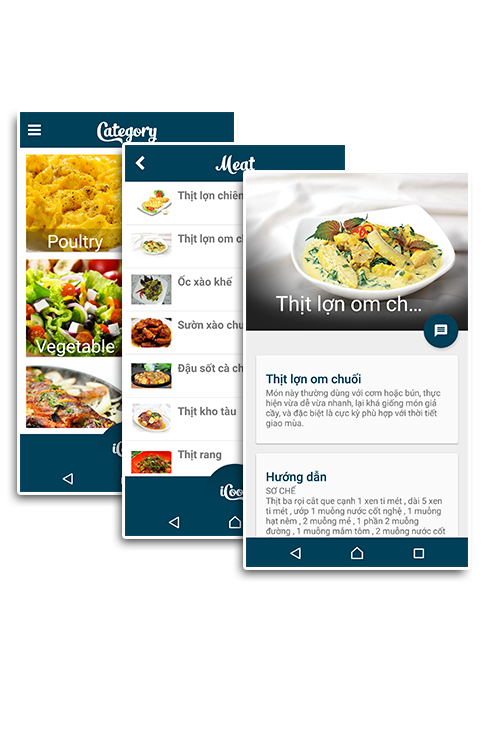 Category
Poultry
Vegetable
Meat
Thịt lợn chiên
Thịt lợn om
Ốc xào khế
Sườn xào
Đậu sốt cà
Thịt kho tàu
Thịt rang
Thịt lợn om ch...
Thịt lợn om chuối
Món này thường dùng với cơm hoặc bún, thực
hiện vừa dễ vừa nhanh, lại khá giống món giả
cầy, và đặc biệt là cực kỳ phù hợp với thời tiết
giao mùa.
Hướng dẫn
SƠ CHẾ
Thịt ba rọi cắt que cạnh 1 xen ti mét , dài 5 xen
ti mét , ướp 1 muỗng nước cốt nghệ , 1 muỗng
hạt nêm , 2 muỗng mẻ , 1 phần 2 muỗng
đường , 1 muỗng mắm tôm , 2 muỗng nước cốt